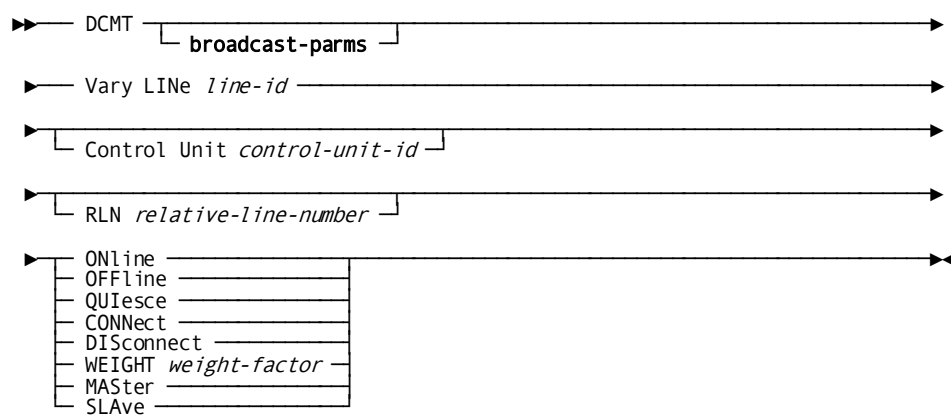 DCMT
broadcast-parms
Vary LINe line-id
Control Unit control-unit-id
RLN relative-line-number
ONline
OFFline
QUIesce
CONNect
DISconnect
WEIGHT weight-factor
MASter
SLAve